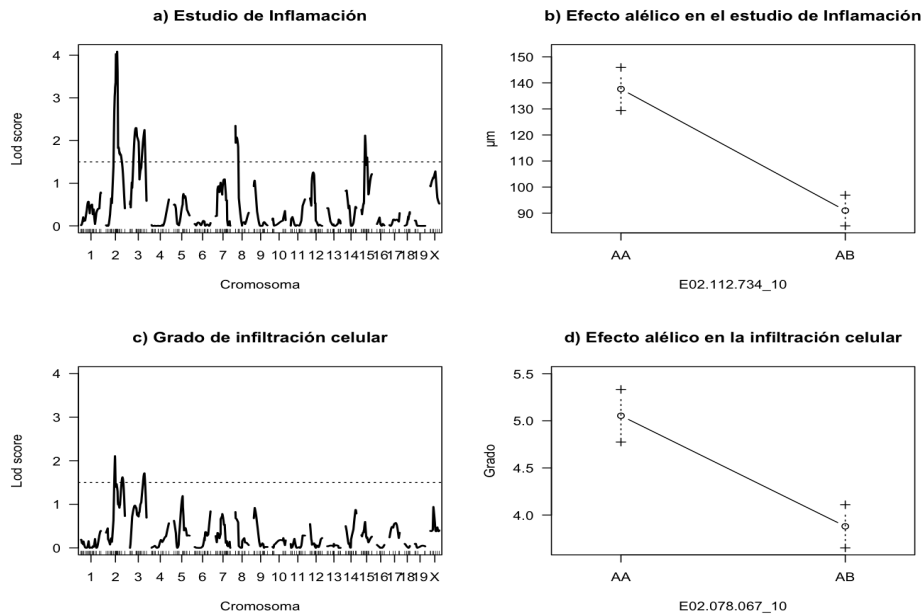 a) Estudio de Inflamación
Lod score
4
3
2
1
0
1 2 3 4 5 6 7 8 9 10 11 12 13 14 15 16 17 18 19 X
Cromosoma
b) Efecto alélico en el estudio de Inflamación
µm
150
140
130
120
110
100
90
AA AB
E02.112.734_10
c) Grado de infiltración celular
Lod score
4
3
2
1
0
1 2 3 4 5 6 7 8 9 10 11 12 13 14 15 16 17 18 19 X
Cromosoma
d) Efecto alélico en la infiltración celular
Grado
5.5
5.0
4.5
4.0
AA AB
E02.078.067_10